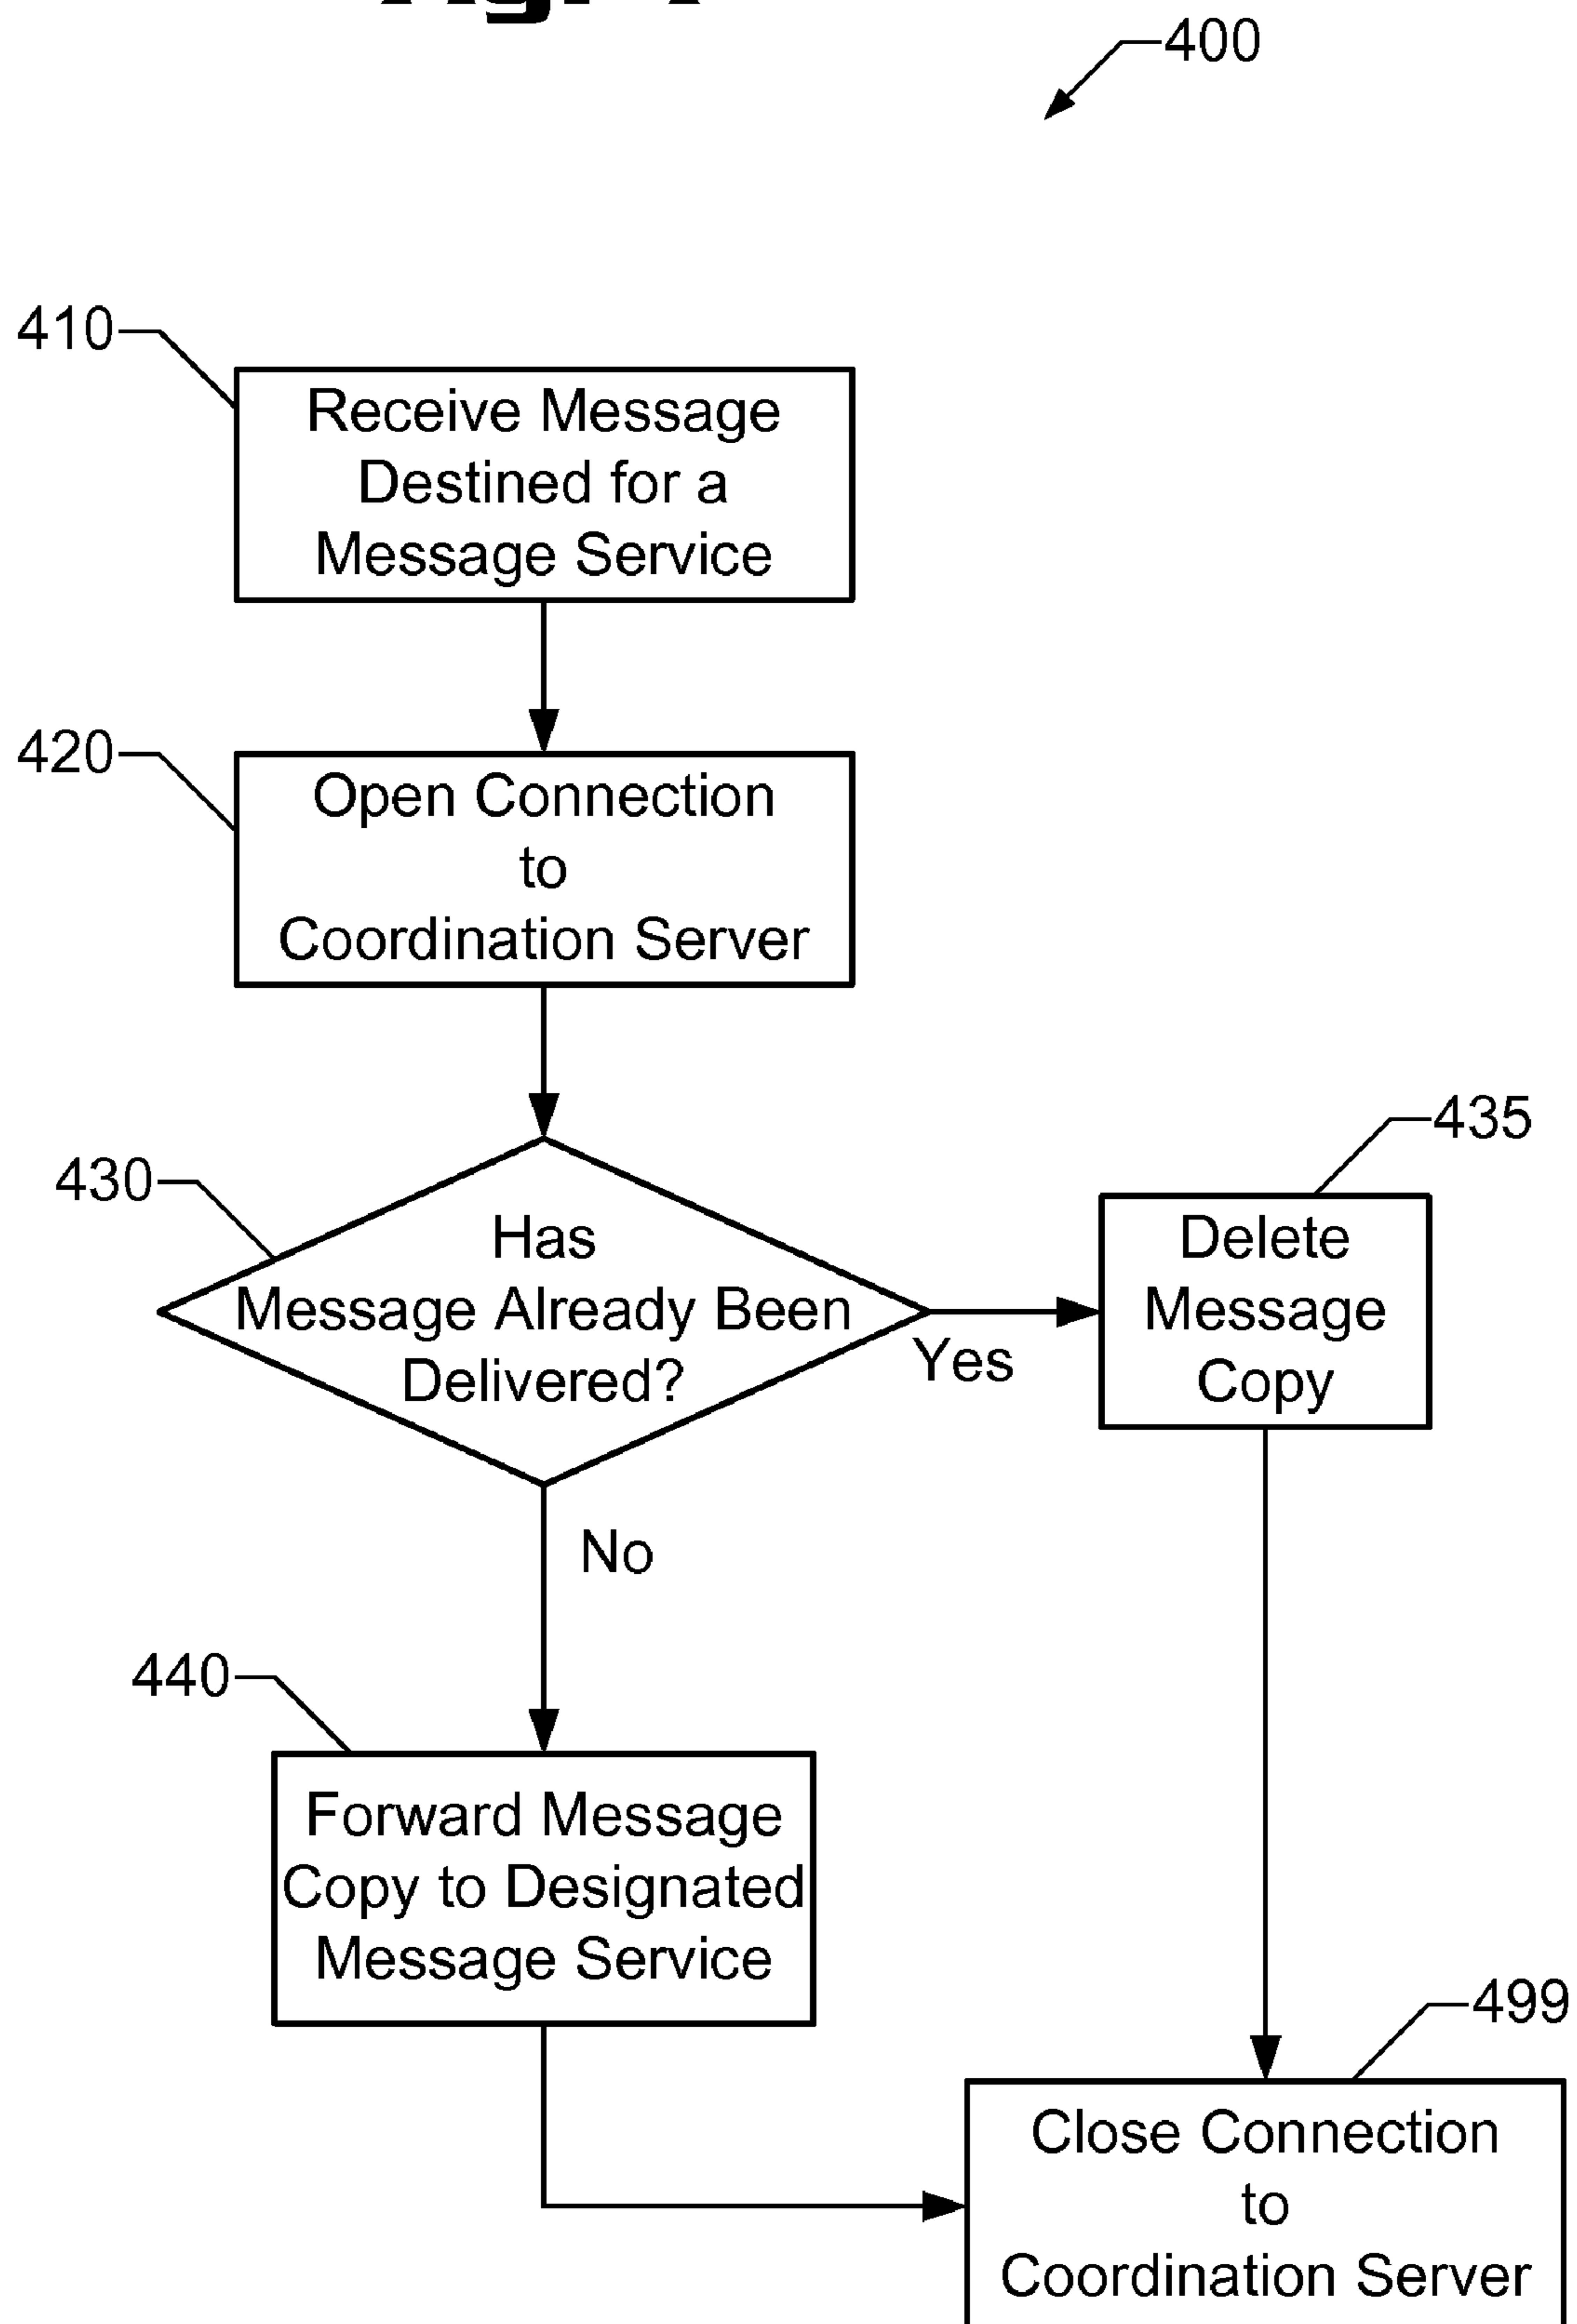 400
410
Receive Message
Destined for a
Message Service
420
Open Connection
to
Coordination Server
430
Has
Message Already Been
Delivered?
Yes
435
Delete
Message
Copy
No
440
Forward Message
Copy to Designated
Message Service
499
Close Connection
to
Coordination Server